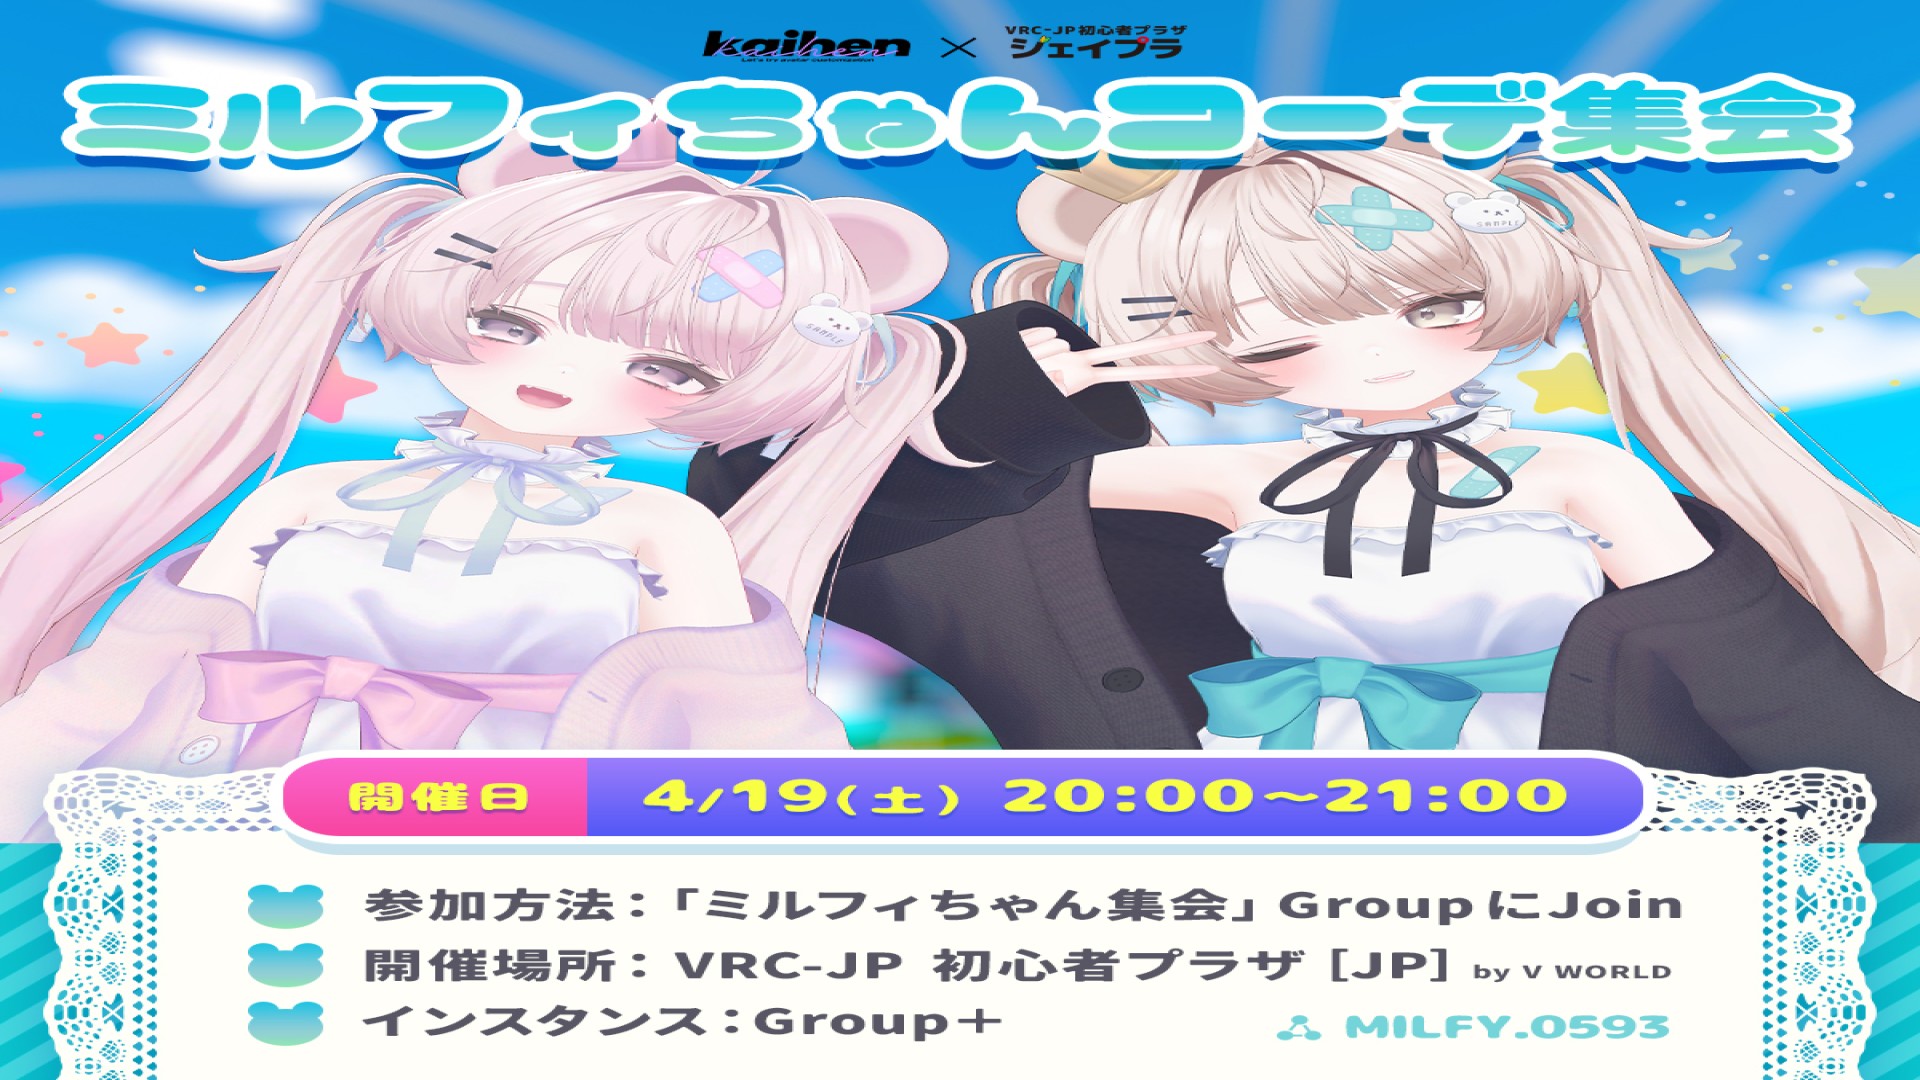 kaihen
Let's try avatar customization
×
VRC-JP初心者プラザ
ジェイプラ
ミルフィちゃんコーデ集会
SAMPLE
SAMPLE
開催日 4/19(土) 20:00~21:00
参加方法:「ミルフィちゃん集会」GroupにJoin
開催場所: VRC-JP 初心者プラザ [JP] by V WORLD
インスタンス:Group+
MILFY.0593